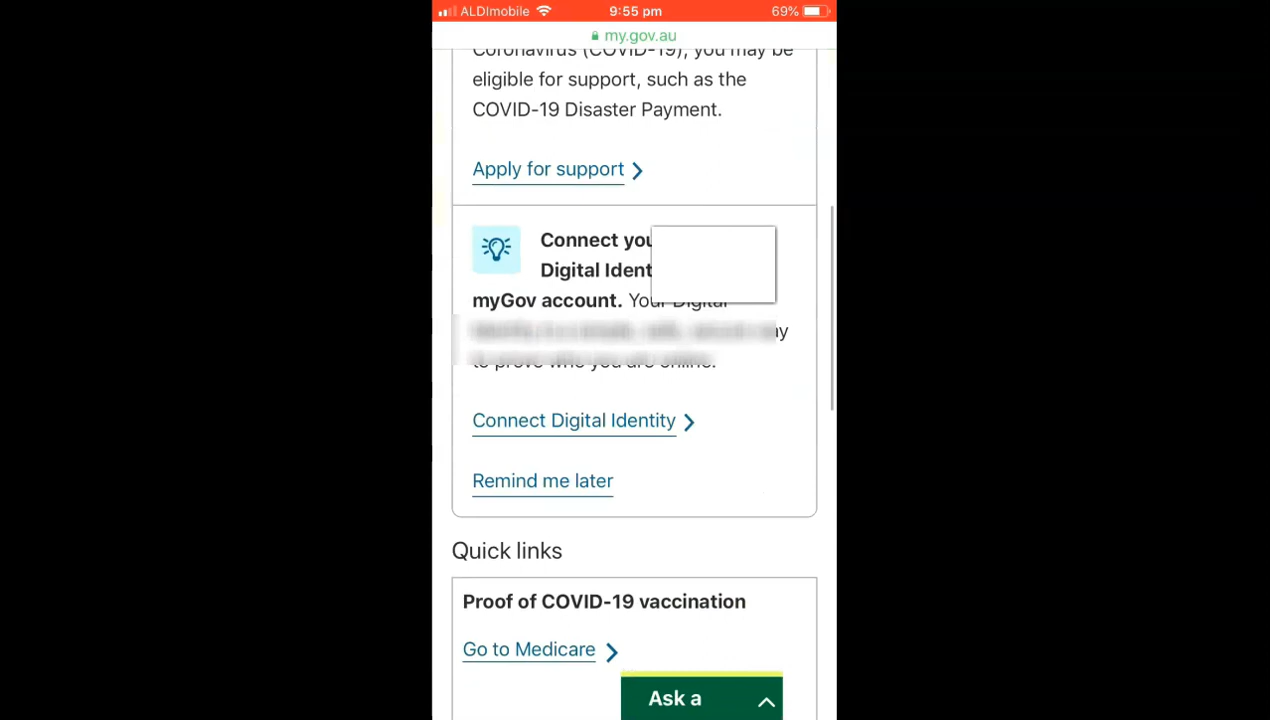 ALDImobile 9:55 pm 69%
my.gov.au
Coronavirus (COVID-19), you may be
eligible for support, such as the
COVID-19 Disaster Payment.
Apply for support
Connect
Digital
myGov account. Your Digital
to prove who you are online.
Connect Digital Identity
Remind me later
Quick links
Proof of COVID-19 vaccination
Go to Medicare
Ask a